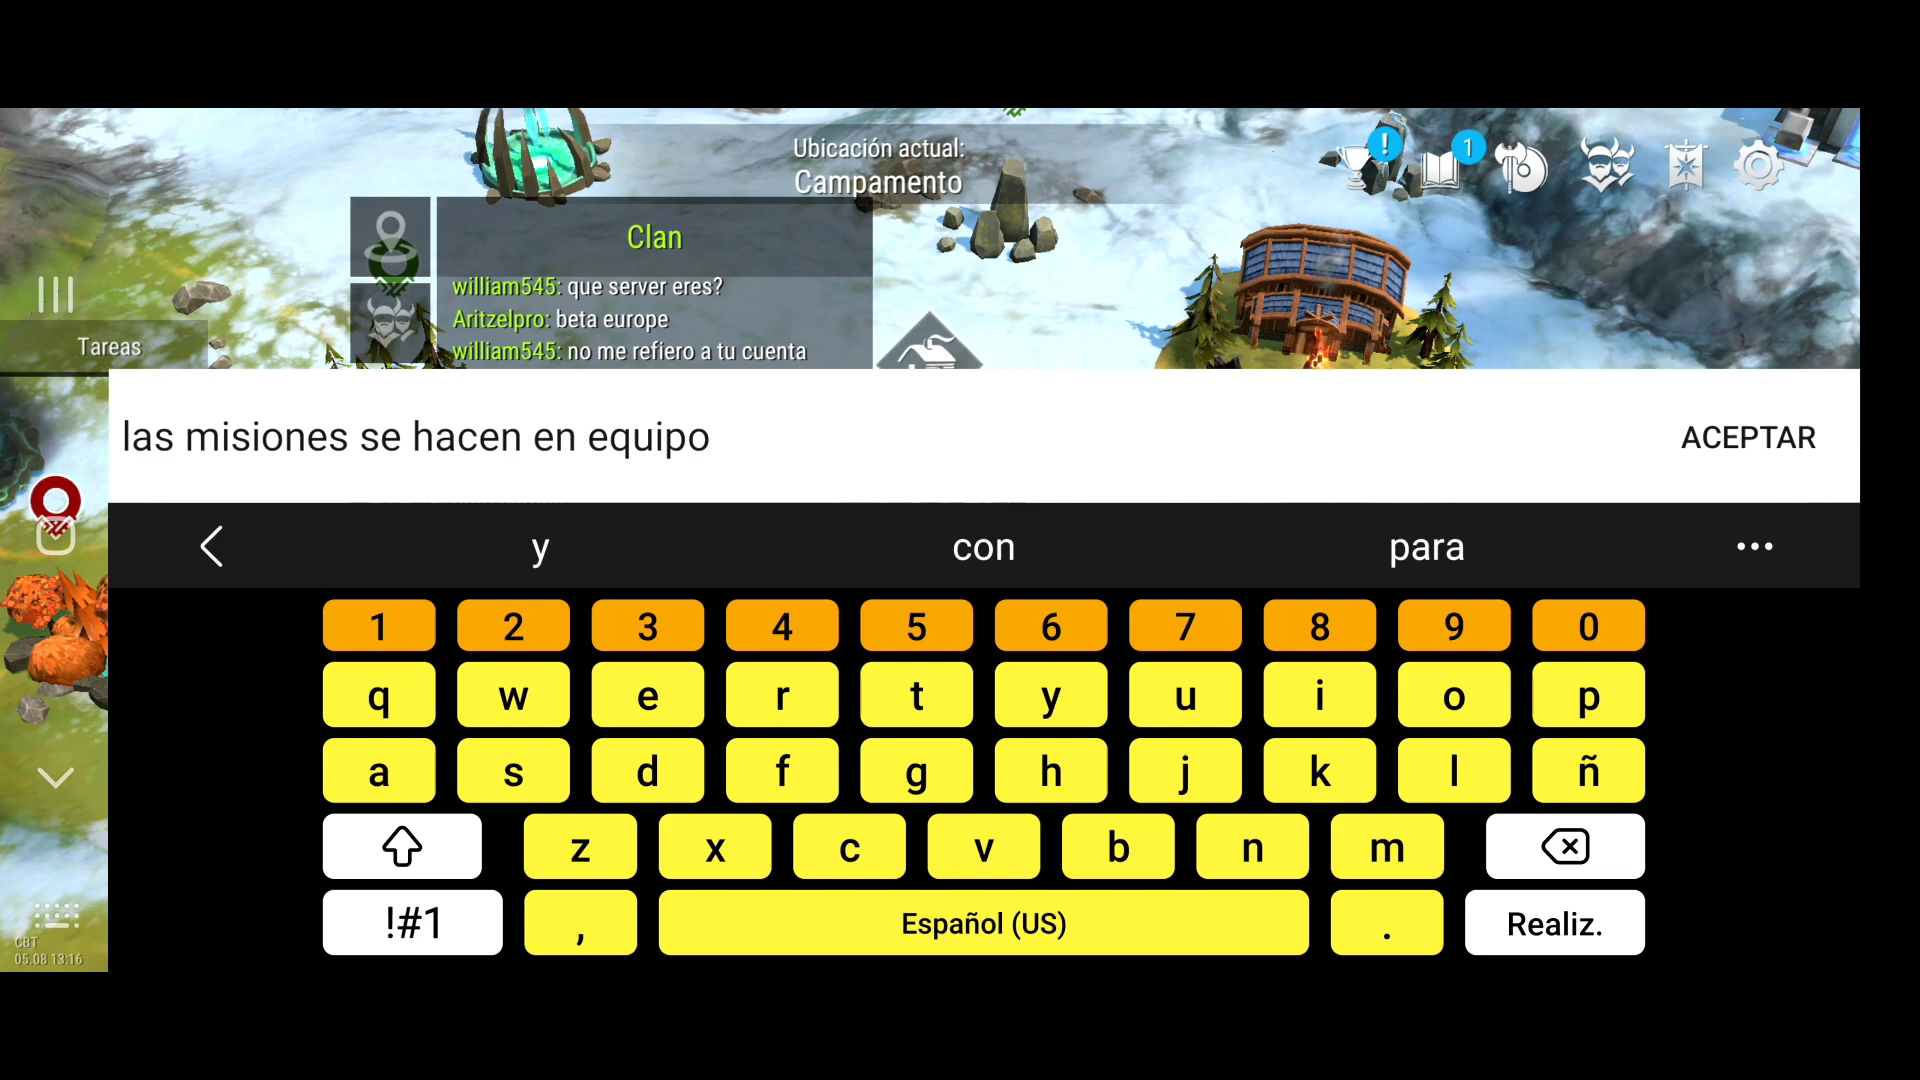 Ubicación actual:
Campamento
!
1
Clan
william545: que server eres?
Aritzelpro: beta europe
william545: no me refiero a tu cuenta
Tareas
las misiones se hacen en equipo
ACEPTAR
y con para
1 2 3 4 5 6 7 8 9 0
q w e r t y u i o p
a s d f g h j k l ñ
z x c v b n m
!#1 , Español (US) . Realiz.
CBT
05.08 13:16